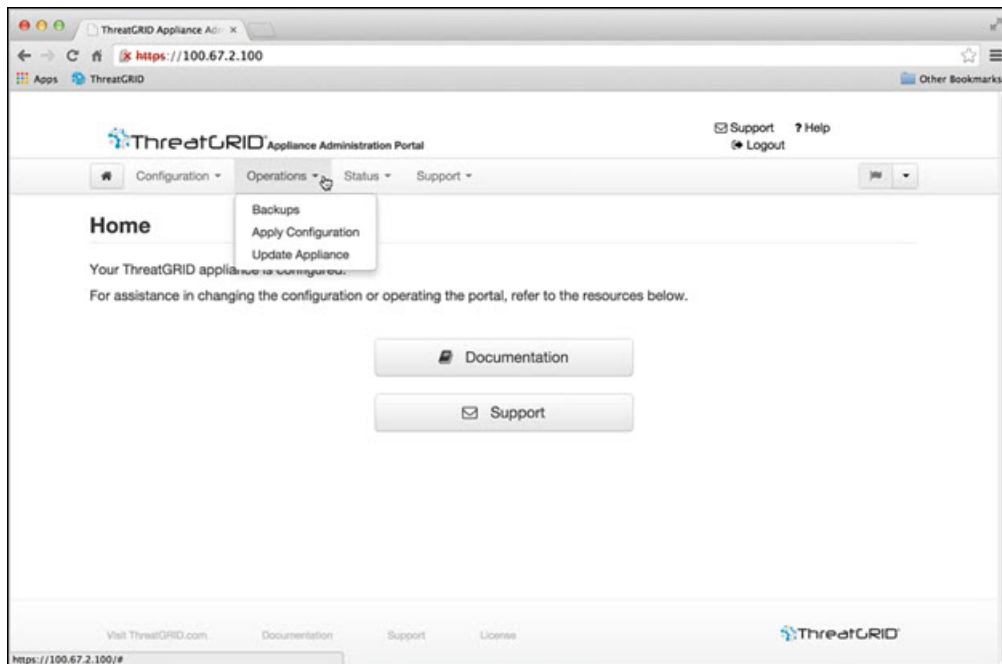 ThreatGRID Appliance Adm
https://100.67.2.100
Apps ThreatGRID Other Bookmarks
ThreatGRID Appliance Administration Portal
Support ? Help
Logout
Configuration Operations Status Support
Backups
Apply Configuration
Update Appliance
Home
Your ThreatGRID appliance is configured.
For assistance in changing the configuration or operating the portal, refer to the resources below.
Documentation
Support
Visit ThreatGRID.com Documentation Support License ThreatGRID
https://100.67.2.100/#